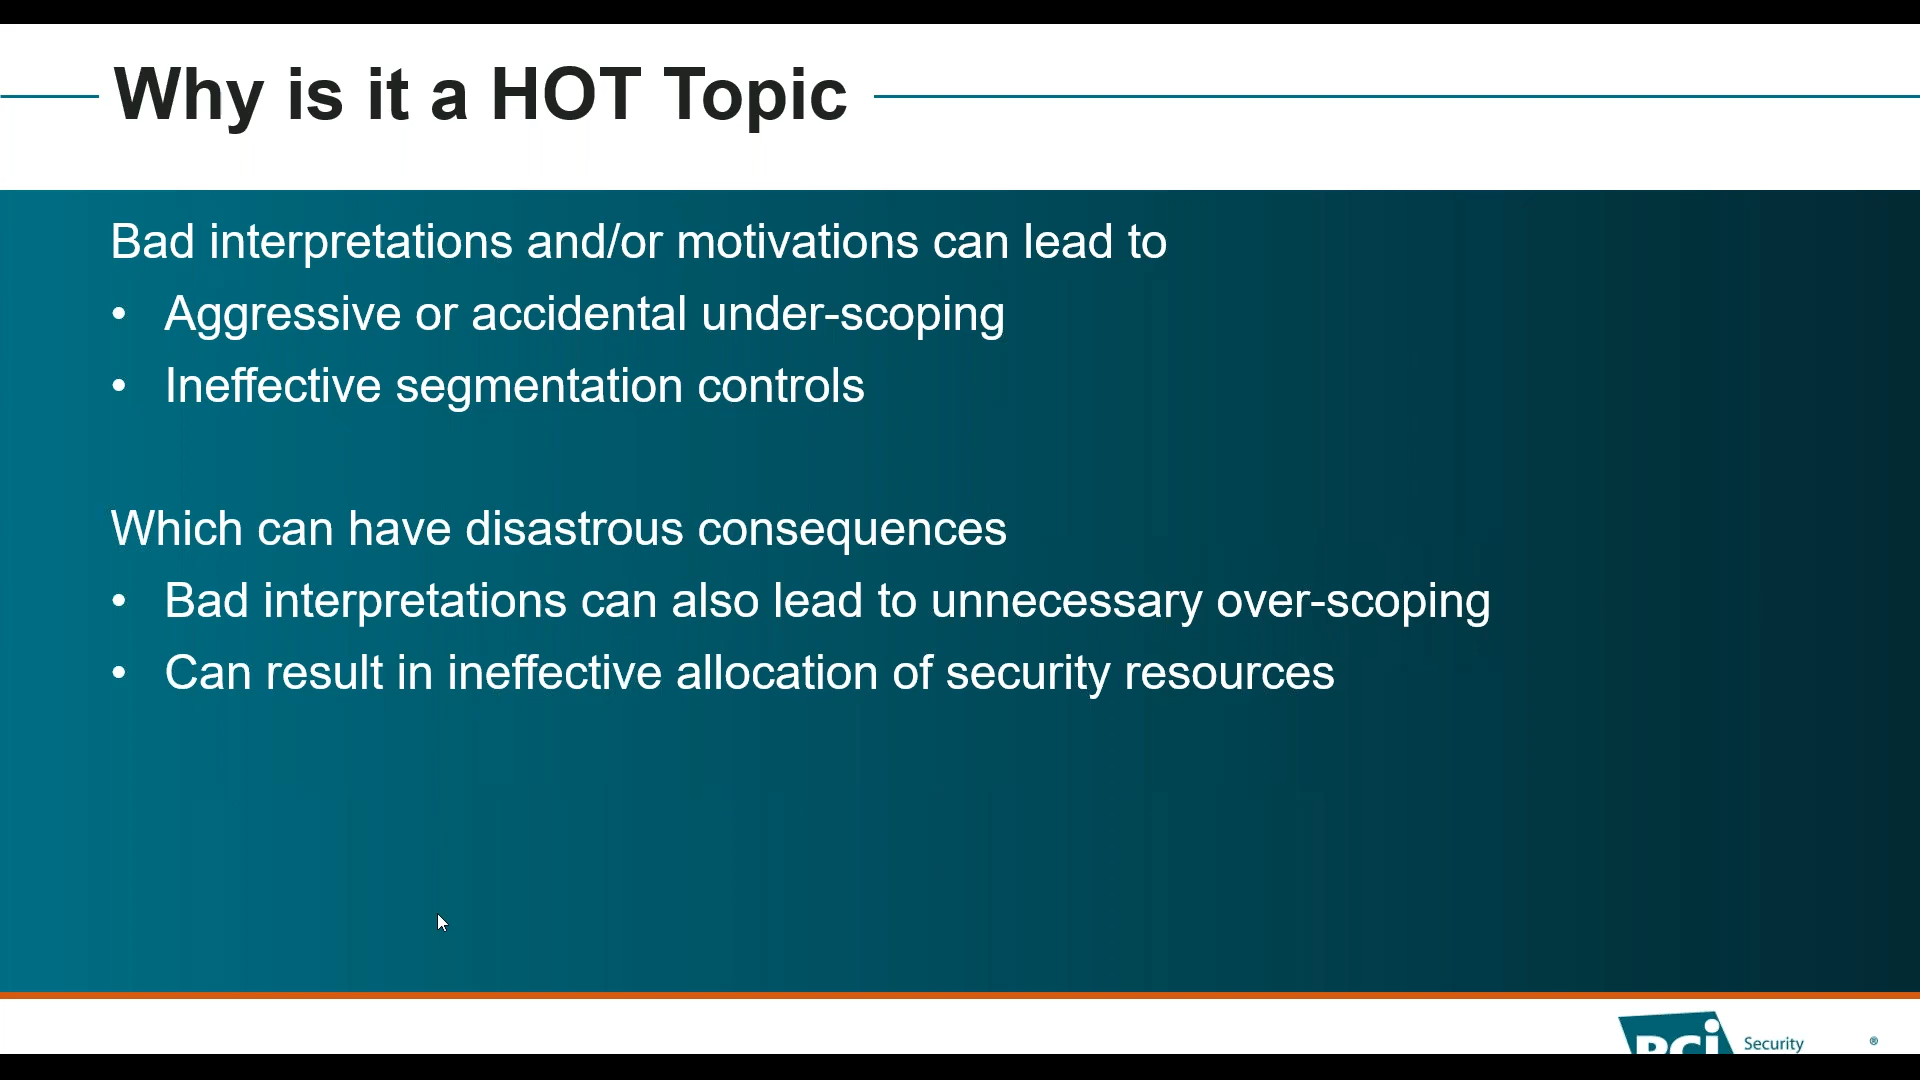 Why is it a HOT Topic
Bad interpretations and/or motivations can lead to
• Aggressive or accidental under-scoping
• Ineffective segmentation controls
Which can have disastrous consequences
• Bad interpretations can also lead to unnecessary over-scoping
• Can result in ineffective allocation of security resources
PCi Security ®